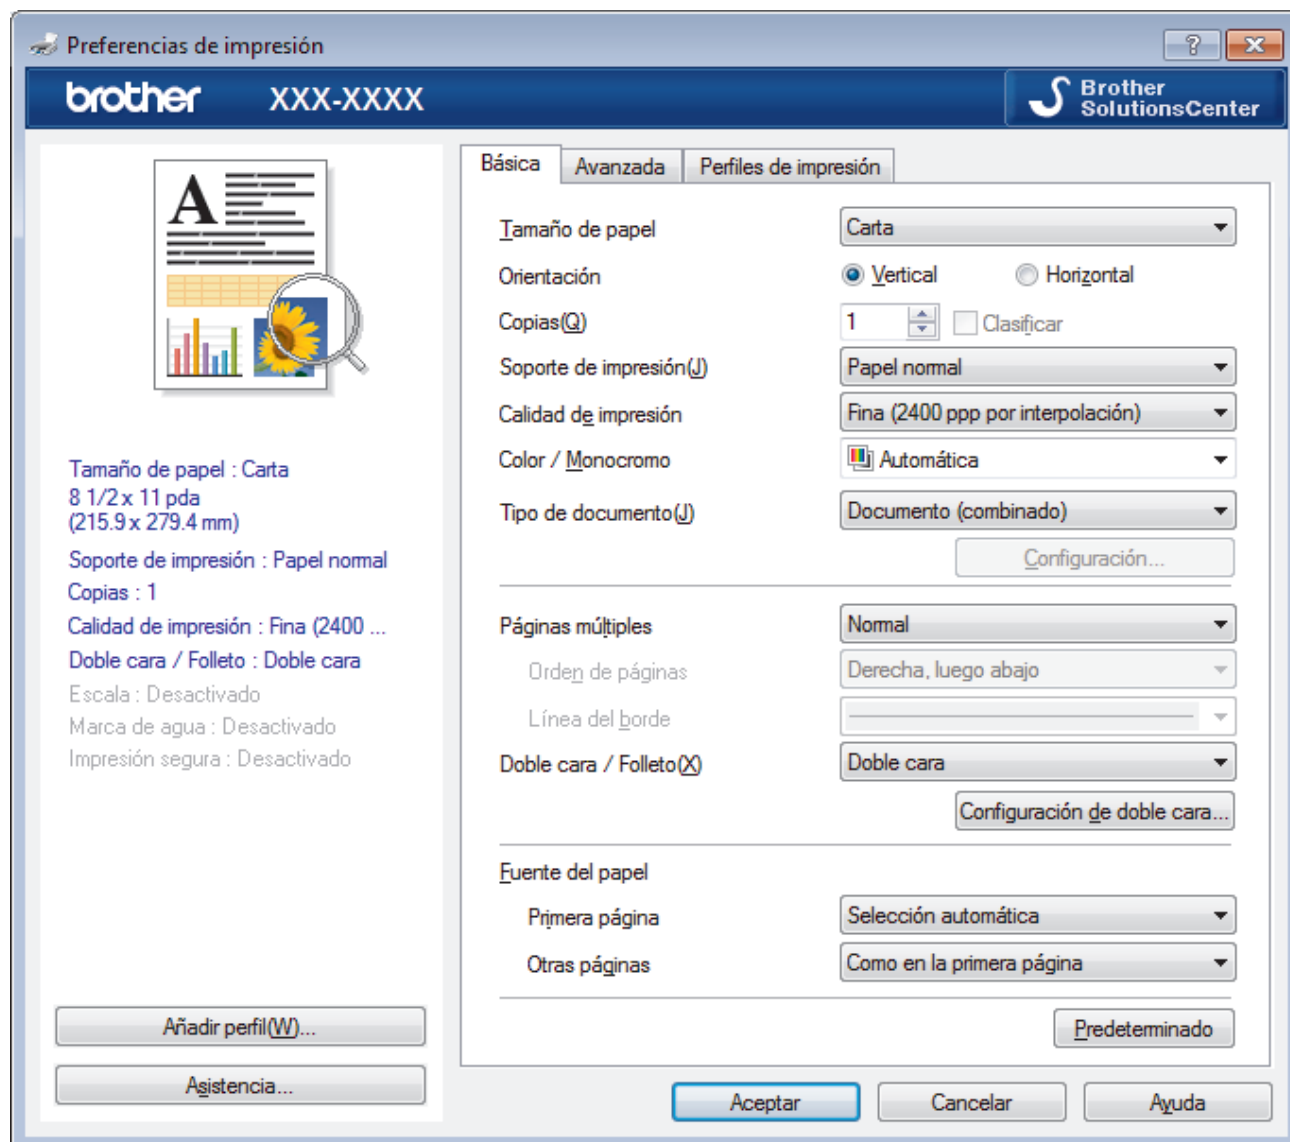 Preferencias de impresión
brother XXX-XXXX
Brother
SolutionsCenter
A
Tamaño de papel : Carta
8 1/2 x 11 pda
(215.9 x 279.4 mm)
Soporte de impresión : Papel normal
Copias : 1
Calidad de impresión : Fina (2400 ...
Doble cara / Folleto : Doble cara
Escala : Desactivado
Marca de agua : Desactivado
Impresión segura : Desactivado
Añadir perfil(W)...
Asistencia...
Básica Avanzada Perfiles de impresión
Tamaño de papel Carta
Orientación Vertical Horizontal
Copias(Q) 1 Clasificar
Soporte de impresión(J) Papel normal
Calidad de impresión Fina (2400 ppp por interpolación)
Color / Monocromo Automática
Tipo de documento(J) Documento (combinado)
Configuración...
Páginas múltiples Normal
Orden de páginas Derecha, luego abajo
Línea del borde
Doble cara / Folleto(X) Doble cara
Configuración de doble cara...
Fuente del papel
Primera página Selección automática
Otras páginas Como en la primera página
Predeterminado
Aceptar Cancelar Ayuda